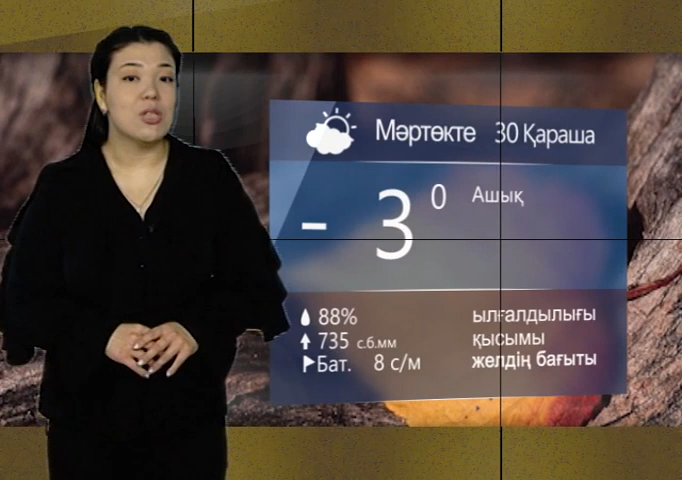 Мәртөкте 30 Қараша
- 3 0 Ашық
88% ылғалдылығы
735 с.б.мм қысымы
Бат. 8 с/м желдің бағыты